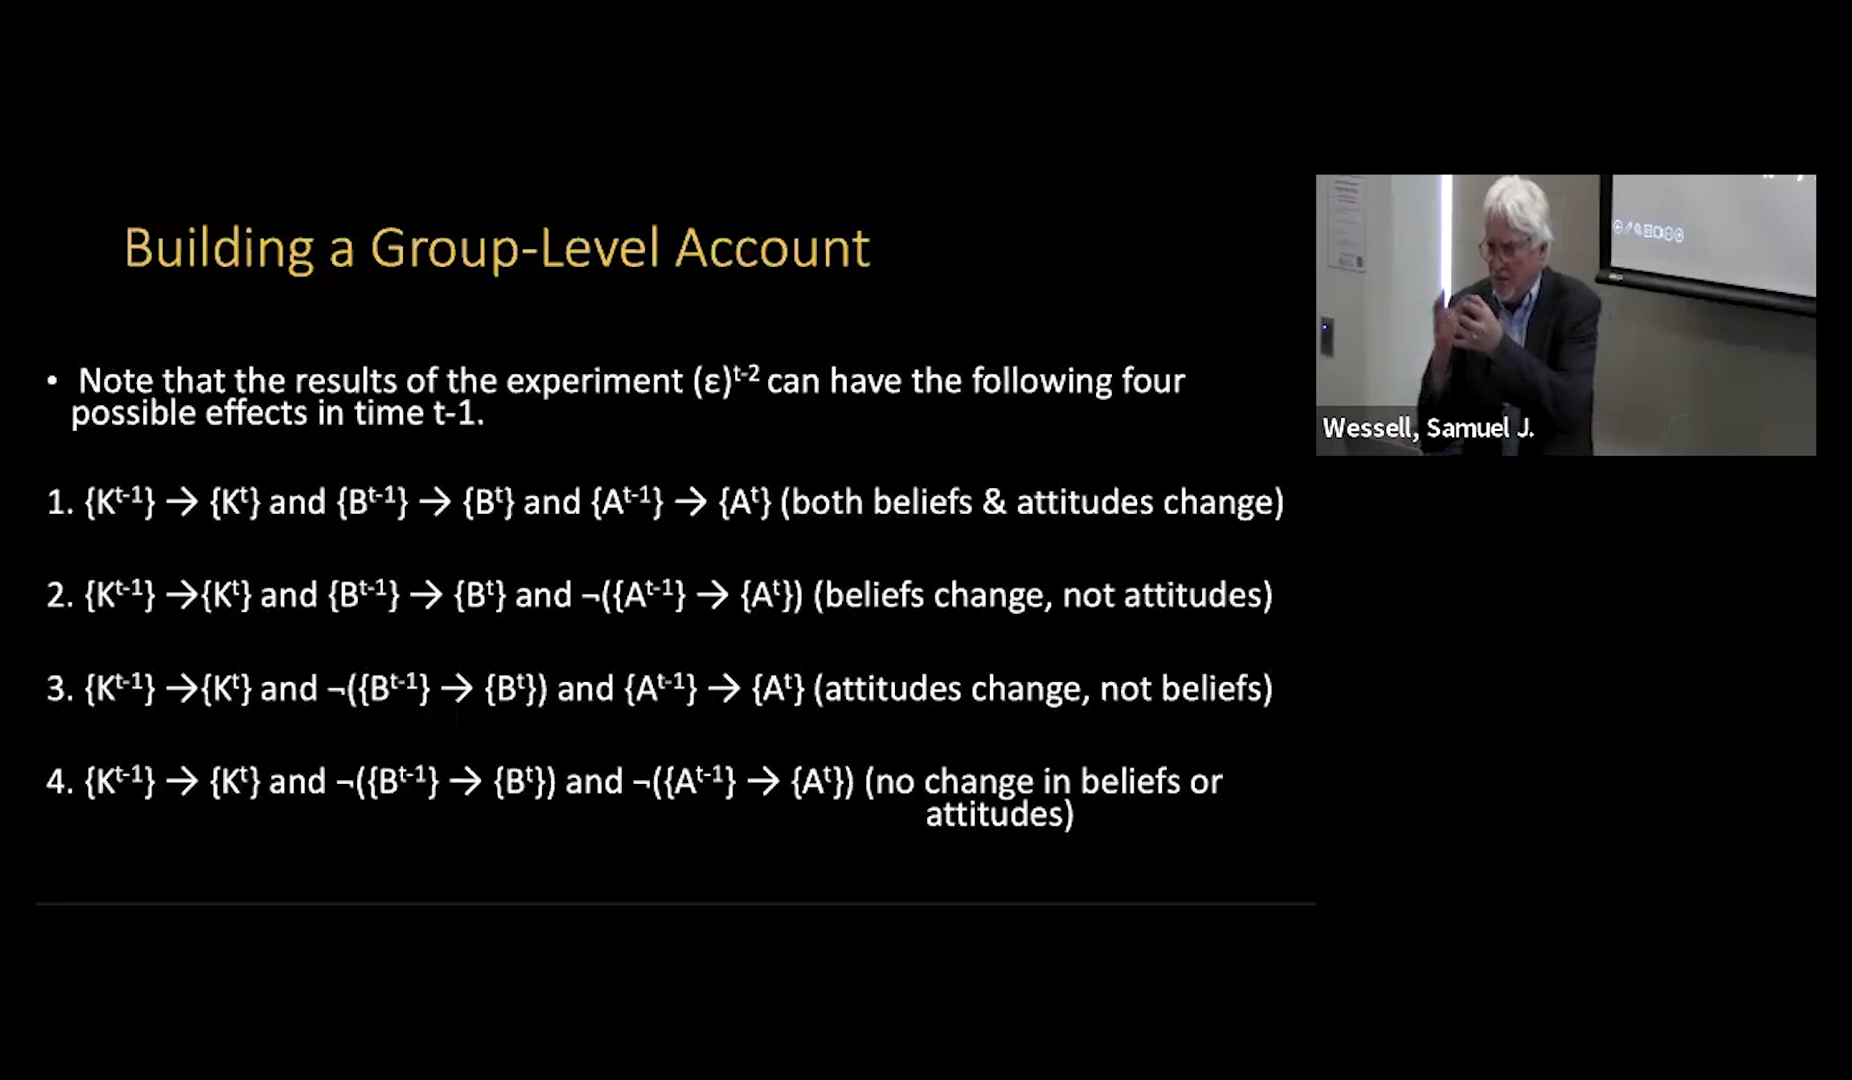 Building a Group-Level Account
• Note that the results of the experiment (ε)ᵗ⁻² can have the following four
possible effects in time t-1.
1. {Kᵗ⁻¹} → {Kᵗ} and {Bᵗ⁻¹} → {Bᵗ} and {Aᵗ⁻¹} → {Aᵗ} (both beliefs & attitudes change)
2. {Kᵗ⁻¹} →{Kᵗ} and {Bᵗ⁻¹} → {Bᵗ} and ¬({Aᵗ⁻¹} → {Aᵗ}) (beliefs change, not attitudes)
3. {Kᵗ⁻¹} →{Kᵗ} and ¬({Bᵗ⁻¹} → {Bᵗ}) and {Aᵗ⁻¹} → {Aᵗ} (attitudes change, not beliefs)
4. {Kᵗ⁻¹} → {Kᵗ} and ¬({Bᵗ⁻¹} → {Bᵗ}) and ¬({Aᵗ⁻¹} → {Aᵗ}) (no change in beliefs or
attitudes)
Wessell, Samuel J.